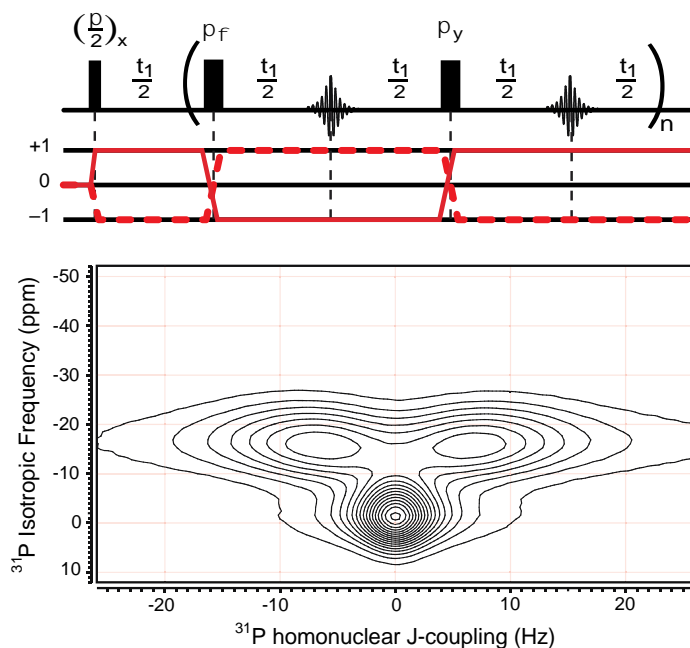 (p/2)x t1/2 ( pf t1/2 t1/2 py t1/2 t1/2 )n
+1
0
–1
31P Isotropic Frequency (ppm)
-50
-40
-30
-20
-10
0
10
-20 -10 0 10 20
31P homonuclear J-coupling (Hz)